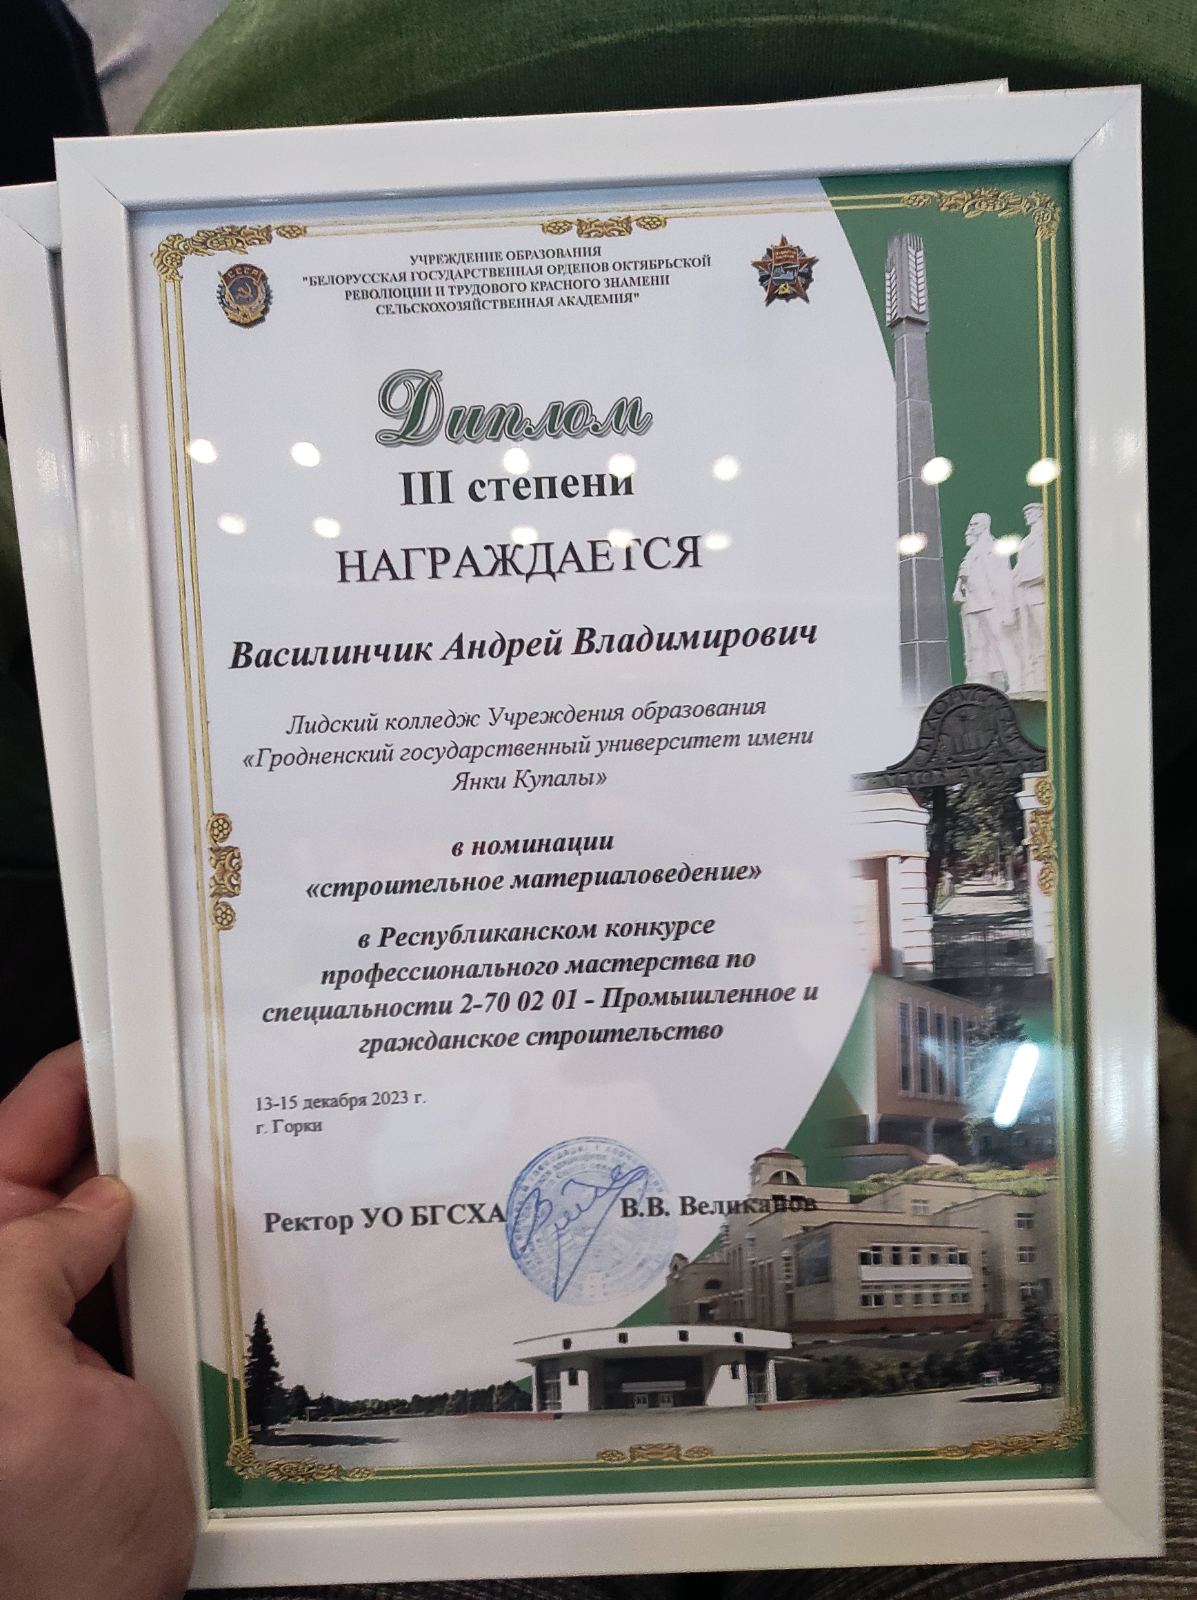 УЧРЕЖДЕНИЕ ОБРАЗОВАНИЯ
"БЕЛОРУССКАЯ ГОСУДАРСТВЕННАЯ ОРДЕНОВ ОКТЯБРЬСКОЙ
РЕВОЛЮЦИИ И ТРУДОВОГО КРАСНОГО ЗНАМЕНИ
СЕЛЬСКОХОЗЯЙСТВЕННАЯ АКАДЕМИЯ"
СССР
Диплом
III степени
НАГРАЖДАЕТСЯ
Василинчик Андрей Владимирович
Лидский колледж Учреждения образования
«Гродненский государственный университет имени
Янки Купалы»
в номинации
«строительное материаловедение»
в Республиканском конкурсе
профессионального мастерства по
специальности 2-70 02 01 - Промышленное и
гражданское строительство
13-15 декабря 2023 г.
г. Горки
Ректор УО БГСХА В.В. Великанов